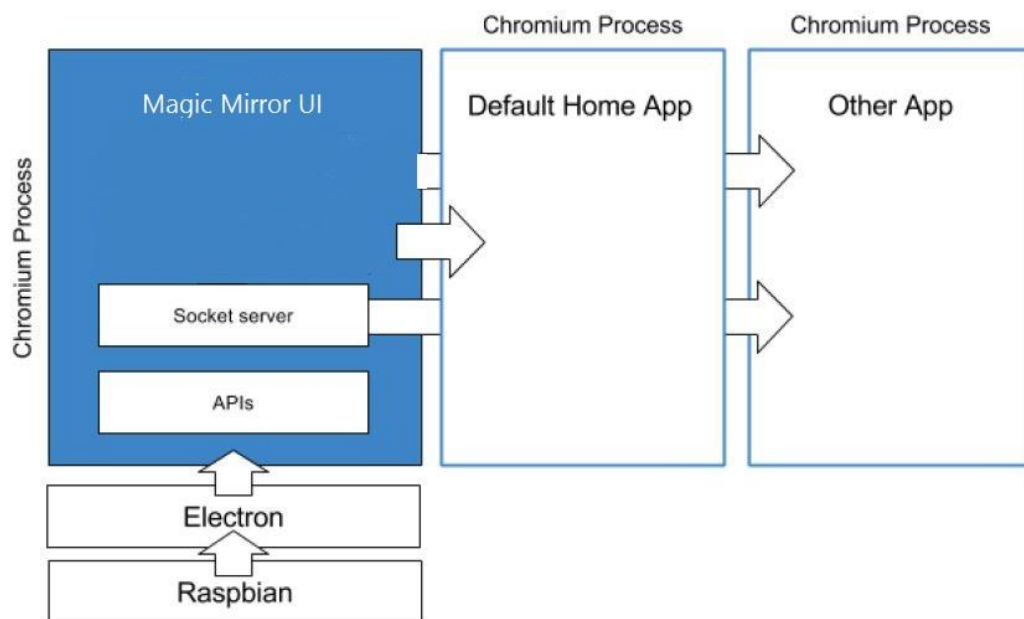 Chromium Process
Chromium Process
Chromium Process
Magic Mirror UI
Default Home App
Other App
Socket server
APIs
Electron
Raspbian